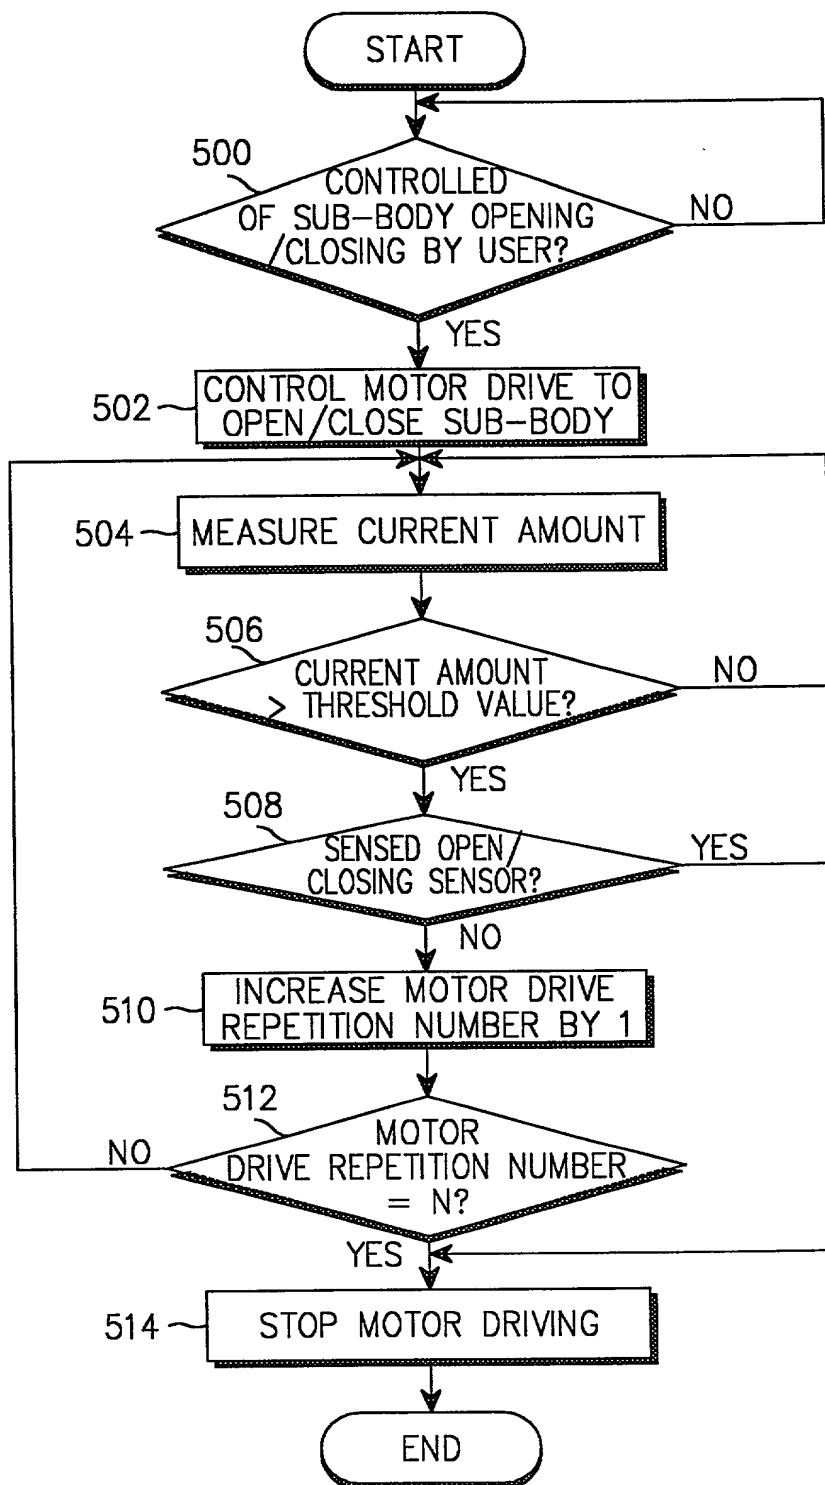 START
500
CONTROLLED
OF SUB-BODY OPENING
/CLOSING BY USER?
NO
YES
502
CONTROL MOTOR DRIVE TO
OPEN/CLOSE SUB-BODY
504
MEASURE CURRENT AMOUNT
506
CURRENT AMOUNT
> THRESHOLD VALUE?
NO
YES
508
SENSED OPEN/
CLOSING SENSOR?
YES
NO
510
INCREASE MOTOR DRIVE
REPETITION NUMBER BY 1
512
MOTOR
DRIVE REPETITION NUMBER
= N?
NO
YES
514
STOP MOTOR DRIVING
END